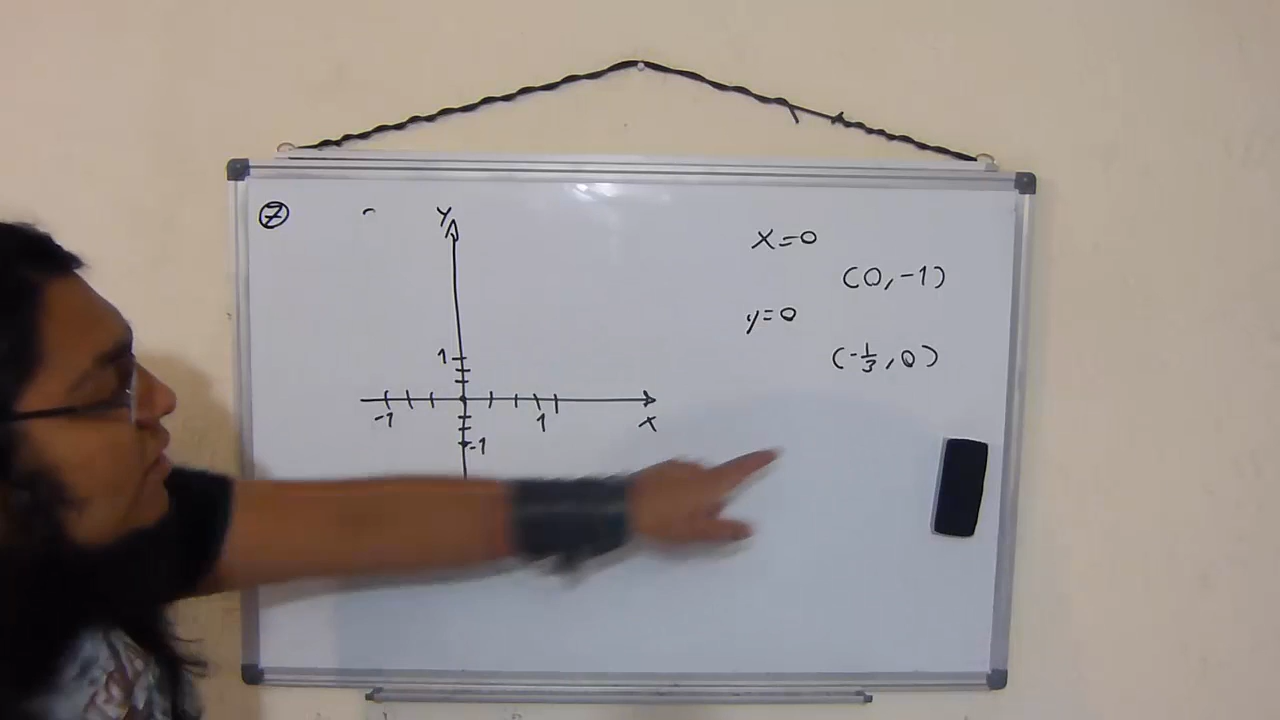 7
Y
X=0
(0,-1)
y=0
1
(-1/3,0)
-1 1 X
-1